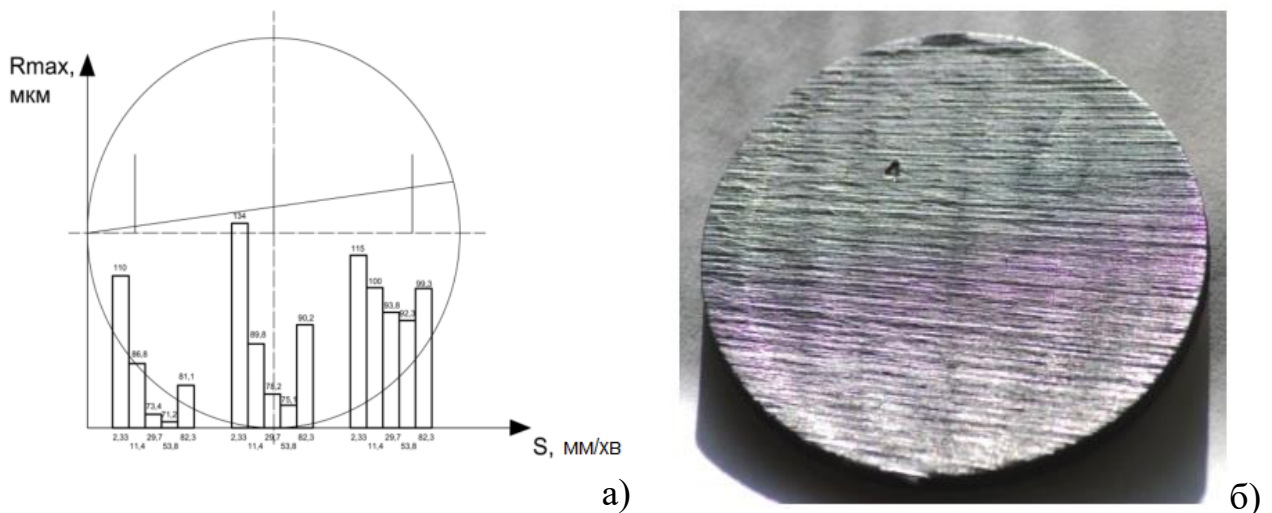 Rmax,
мкм
134
110
86,8
73,4
71,2
81,1
89,8
78,2
75,1
90,2
115
100
93,8
92,3
99,3
2,33 29,7 82,3 2,33 29,7 82,3 2,33 29,7 82,3
11,4 53,8 11,4 53,8 11,4 53,8
S, мм/хв
а) б)